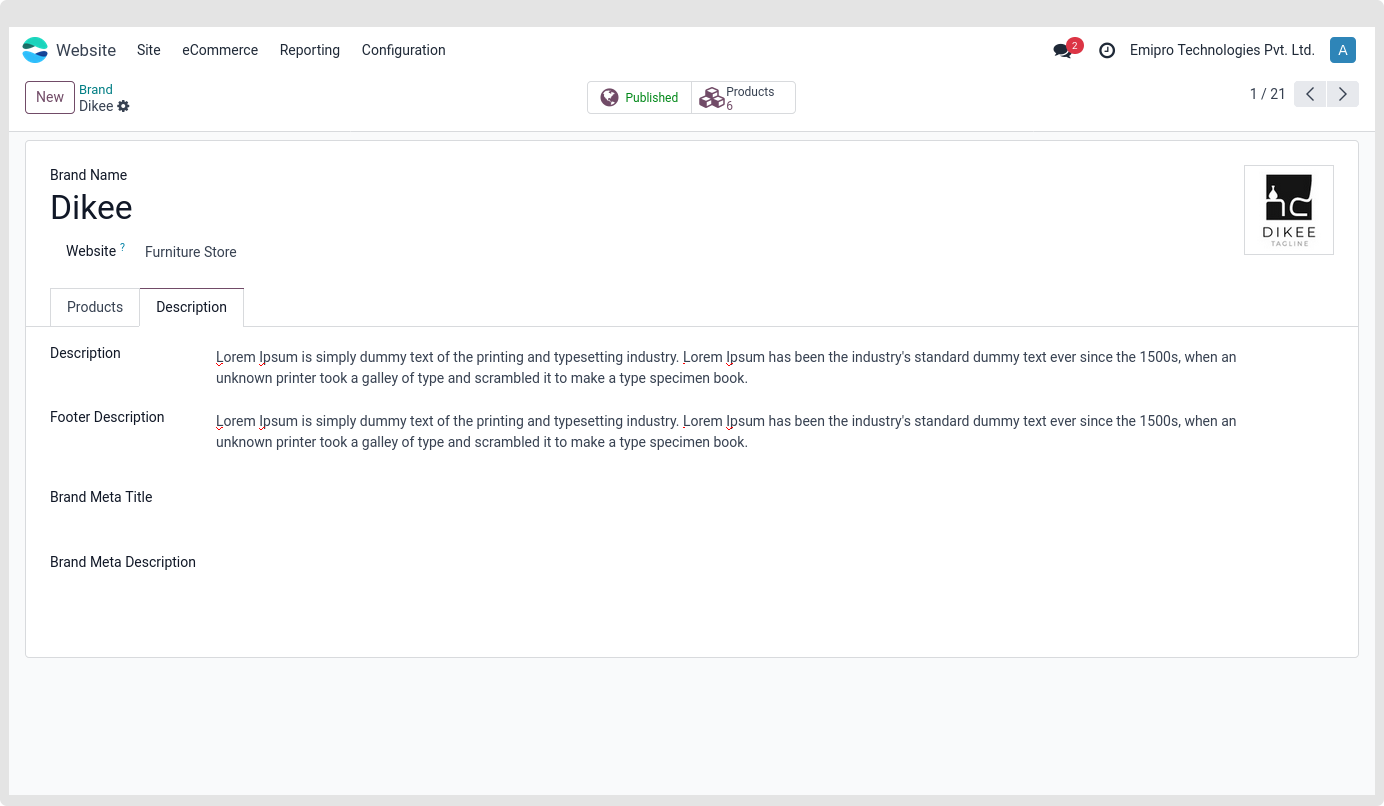 Website Site eCommerce Reporting Configuration 2 Emipro Technologies Pvt. Ltd. A
New Brand
Dikee
Published Products
6
1 / 21
Brand Name
Dikee
Website ? Furniture Store
DIKEE
TAGLINE
Products Description
Description
Lorem Ipsum is simply dummy text of the printing and typesetting industry. Lorem Ipsum has been the industry's standard dummy text ever since the 1500s, when an
unknown printer took a galley of type and scrambled it to make a type specimen book.
Footer Description
Lorem Ipsum is simply dummy text of the printing and typesetting industry. Lorem Ipsum has been the industry's standard dummy text ever since the 1500s, when an
unknown printer took a galley of type and scrambled it to make a type specimen book.
Brand Meta Title
Brand Meta Description